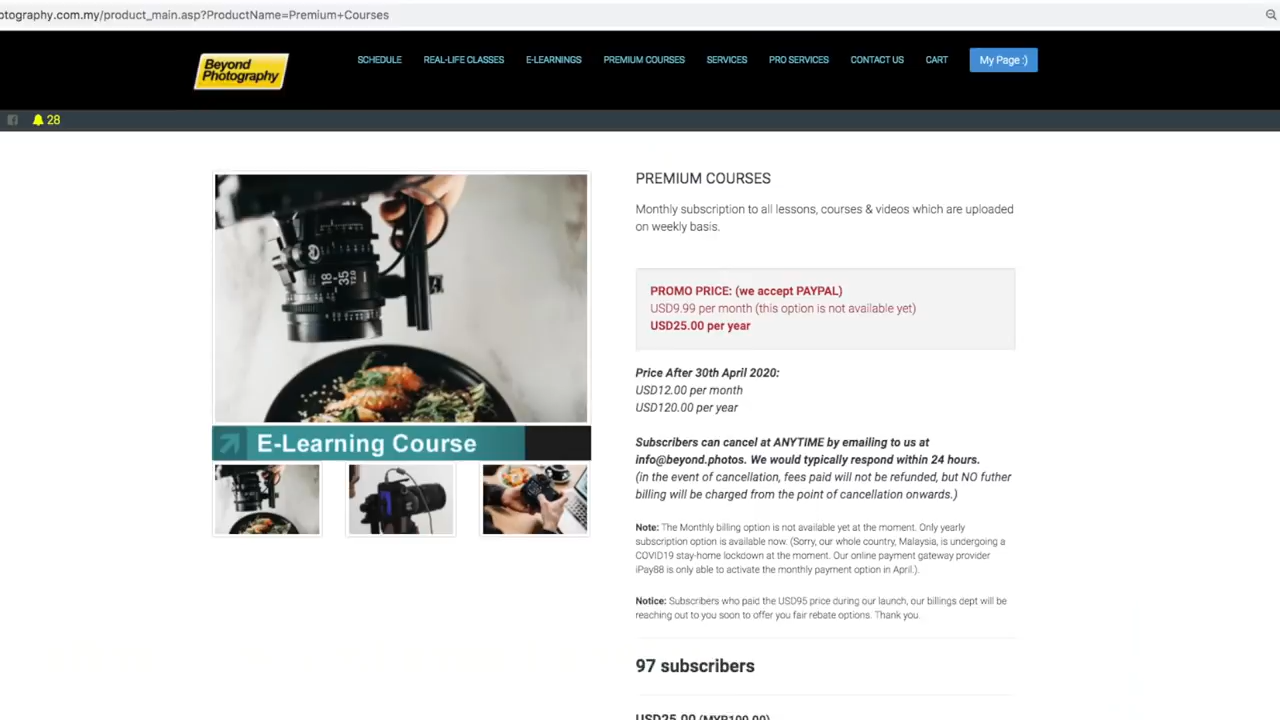 otography.com.my/product_main.asp?ProductName=Premium+Courses
Beyond
Photography
SCHEDULE REAL-LIFE CLASSES E-LEARNINGS PREMIUM COURSES SERVICES PRO SERVICES CONTACT US CART My Page :)
28
PREMIUM COURSES
Monthly subscription to all lessons, courses & videos which are uploaded
on weekly basis.
PROMO PRICE: (we accept PAYPAL)
USD9.99 per month (this option is not available yet)
USD25.00 per year
Price After 30th April 2020:
USD12.00 per month
USD120.00 per year
Subscribers can cancel at ANYTIME by emailing to us at
info@beyond.photos. We would typically respond within 24 hours.
(in the event of cancellation, fees paid will not be refunded, but NO futher
billing will be charged from the point of cancellation onwards.)
Note: The Monthly billing option is not available yet at the moment. Only yearly
subscription option is available now. (Sorry, our whole country, Malaysia, is undergoing a
COVID19 stay-home lockdown at the moment. Our online payment gateway provider
iPay88 is only able to activate the monthly payment option in April.).
Notice: Subscribers who paid the USD95 price during our launch, our billings dept will be
reaching out to you soon to offer you fair rebate options. Thank you.
97 subscribers
USD25.00 (MYR100.00)
18 35
T2.0
E-Learning Course